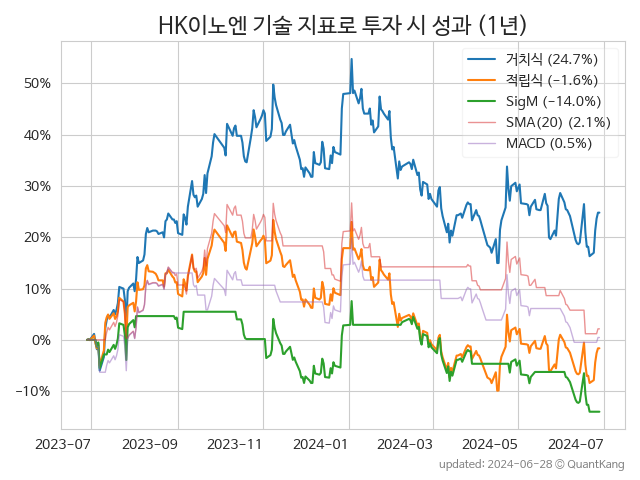 HK이노엔 기술 지표로 투자 시 성과 (1년)
거치식 (24.7%)
적립식 (−1.6%)
SigM (−14.0%)
SMA(20) (2.1%)
MACD (0.5%)
50%
40%
30%
20%
10%
0%
−10%
2023-07 2023-09 2023-11 2024-01 2024-03 2024-05 2024-07
updated: 2024-06-28 © QuantKang